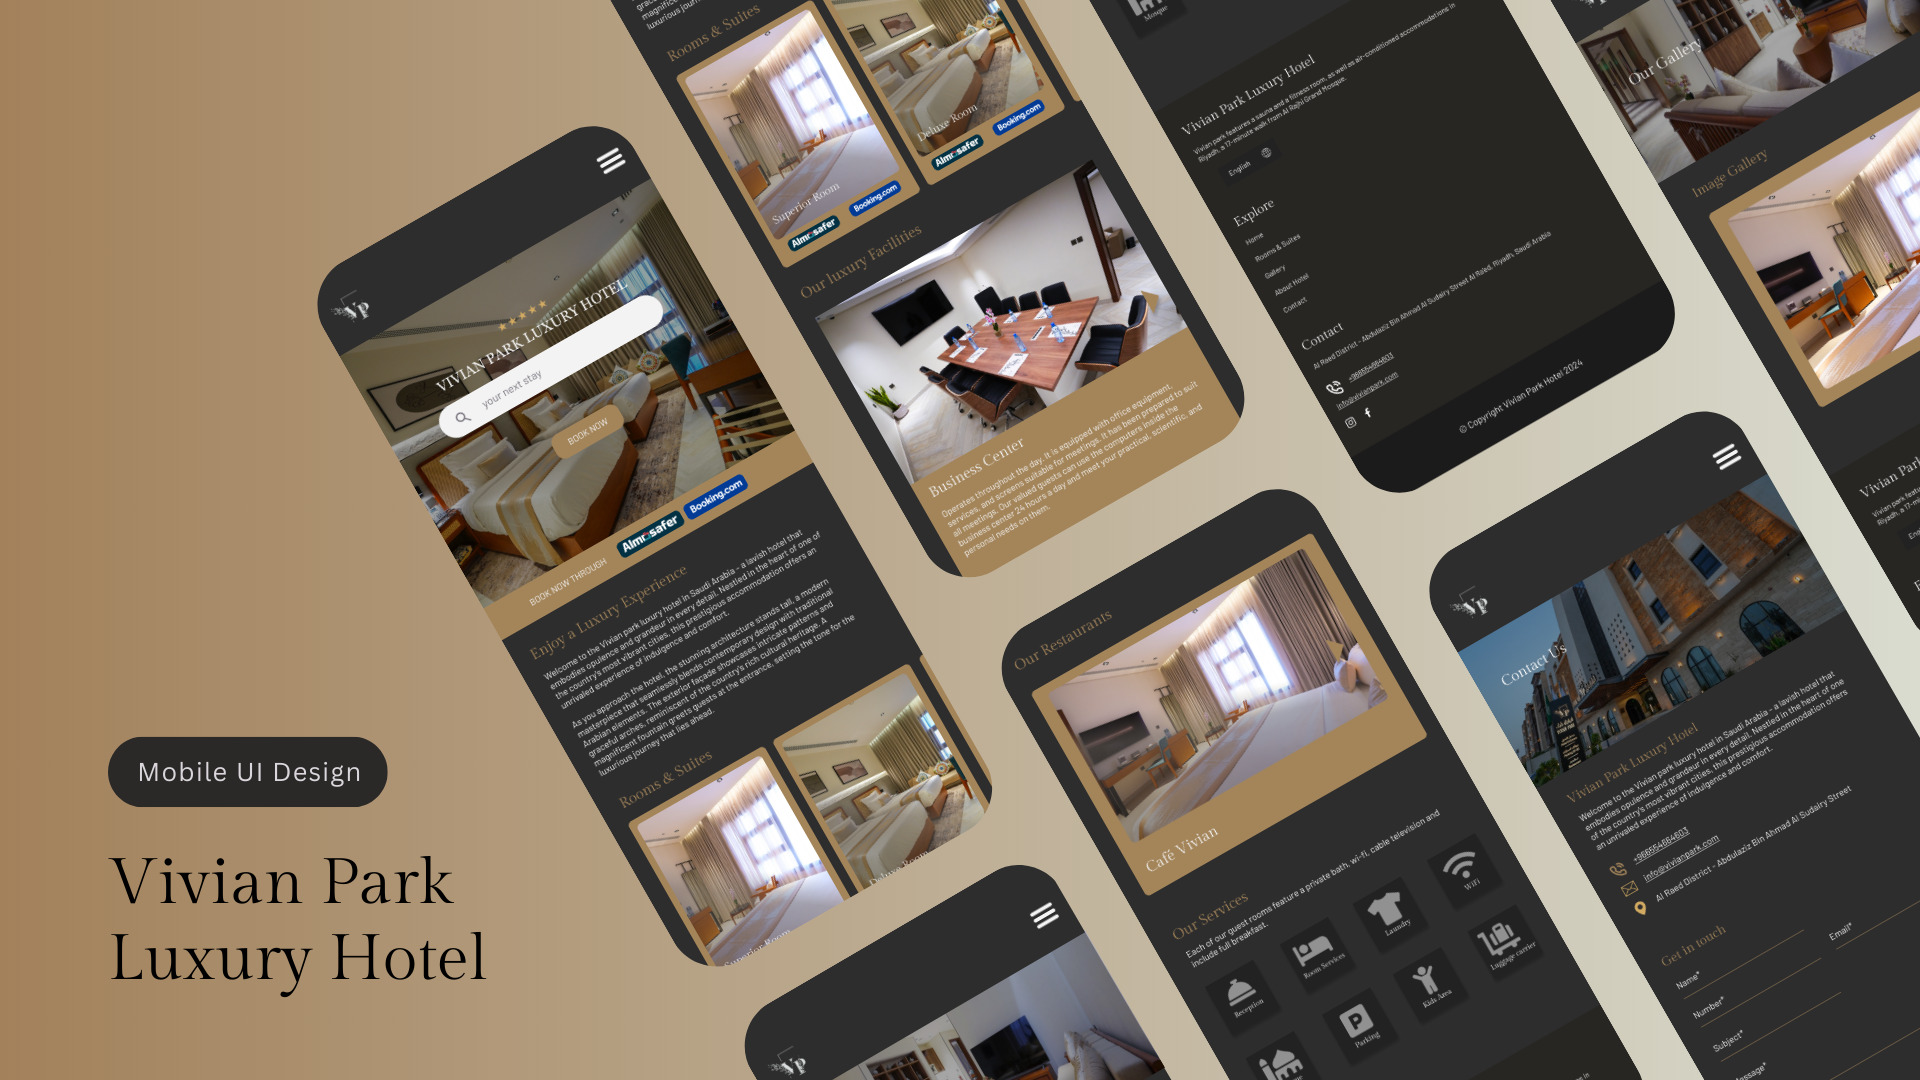 Mobile UI Design
Vivian Park
Luxury Hotel
Vp
VIVIAN PARK LUXURY HOTEL
your next stay
BOOK NOW
BOOK NOW THROUGH
Almosafer
Booking.com
Enjoy a Luxury Experience
Welcome to the Vivian park luxury hotel in Saudi Arabia - a lavish hotel that
embodies opulence and grandeur in every detail. Nestled in the heart of one of
the country's most vibrant cities, this prestigious accommodation offers an
unrivaled experience of indulgence and comfort.
As you approach the hotel, the stunning architecture stands tall, a modern
masterpiece that seamlessly blends contemporary design with traditional
Arabian elements. The exterior façade showcases intricate patterns and
graceful arches, reminiscent of the country's rich cultural heritage. A
magnificent fountain greets guests at the entrance, setting the tone for the
luxurious journey that lies ahead.
Rooms & Suites
Superior Room
Deluxe Room
luxurious journey
Rooms & Suites
Superior Room
Almosafer
Booking.com
Deluxe Room
Almosafer
Booking.com
Our luxury Facilities
Business Center
Operates throughout the day. It is equipped with office equipment,
services, and screens suitable for meetings. It has been prepared to suit
all meetings. Our valued guests can use the computers inside the
business center 24 hours a day and meet your practical, scientific, and
personal needs on them.
Vp
Mosque
Vivian Park Luxury Hotel
Vivian park features a sauna and a fitness room, as well as air-conditioned accommodations in
Riyadh, a 17-minute walk from Al Rajhi Grand Mosque.
English
Explore
Home
Rooms & Suites
Gallery
About Hotel
Contact
Contact
Al Raed District - Abdulaziz Bin Ahmad Al Sudairy Street Al Raed, Riyadh, Saudi Arabia
+966554664603
info@vivianpark.com
© Copyright Vivian Park Hotel 2024
Our Restaurants
Café Vivian
Our Services
Each of our guest rooms feature a private bath, wi-fi, cable television and
include full breakfast.
Reception
Room Services
Laundry
WiFi
Parking
Kids Area
Luggage carrier
Our Gallery
Image Gallery
Vivian Park
Vivian park
Riyadh, a 17
Vp
Contact Us
Vivian Park Luxury Hotel
Welcome to the Vivian park luxury hotel in Saudi Arabia - a lavish hotel that
embodies opulence and grandeur in every detail. Nestled in the heart of one
of the country's most vibrant cities, this prestigious accommodation offers
an unrivaled experience of indulgence and comfort.
+966554664603
info@vivianpark.com
Al Raed District - Abdulaziz Bin Ahmad Al Sudairy Street
Get in touch
Name*
Email*
Number*
Subject*